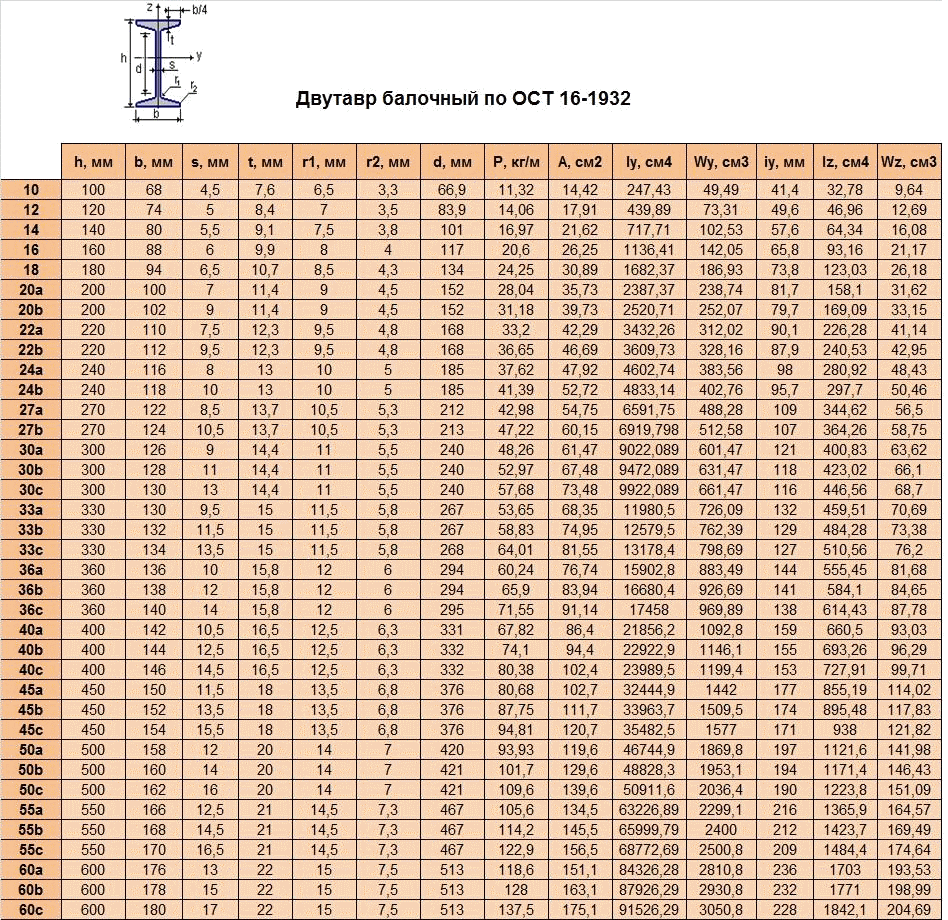 z b/4
t
h y
d s
r1 r2
b
Двутавр балочный по ОСТ 16-1932
h, мм b, мм s, мм t, мм r1, мм r2, мм d, мм P, кг/м A, см2 Iy, см4 Wy, см3 iy, мм Iz, см4 Wz, см3
10 100 68 4,5 7,6 6,5 3,3 66,9 11,32 14,42 247,43 49,49 41,4 32,78 9,64
12 120 74 5 8,4 7 3,5 83,9 14,06 17,91 439,89 73,31 49,6 46,96 12,69
14 140 80 5,5 9,1 7,5 3,8 101 16,97 21,62 717,71 102,53 57,6 64,34 16,08
16 160 88 6 9,9 8 4 117 20,6 26,25 1136,41 142,05 65,8 93,16 21,17
18 180 94 6,5 10,7 8,5 4,3 134 24,25 30,89 1682,37 186,93 73,8 123,03 26,18
20a 200 100 7 11,4 9 4,5 152 28,04 35,73 2387,37 238,74 81,7 158,1 31,62
20b 200 102 9 11,4 9 4,5 152 31,18 39,73 2520,71 252,07 79,7 169,09 33,15
22a 220 110 7,5 12,3 9,5 4,8 168 33,2 42,29 3432,26 312,02 90,1 226,28 41,14
22b 220 112 9,5 12,3 9,5 4,8 168 36,65 46,69 3609,73 328,16 87,9 240,53 42,95
24a 240 116 8 13 10 5 185 37,62 47,92 4602,74 383,56 98 280,92 48,43
24b 240 118 10 13 10 5 185 41,39 52,72 4833,14 402,76 95,7 297,7 50,46
27a 270 122 8,5 13,7 10,5 5,3 212 42,98 54,75 6591,75 488,28 109 344,62 56,5
27b 270 124 10,5 13,7 10,5 5,3 213 47,22 60,15 6919,798 512,58 107 364,26 58,75
30a 300 126 9 14,4 11 5,5 240 48,26 61,47 9022,089 601,47 121 400,83 63,62
30b 300 128 11 14,4 11 5,5 240 52,97 67,48 9472,089 631,47 118 423,02 66,1
30c 300 130 13 14,4 11 5,5 240 57,68 73,48 9922,089 661,47 116 446,56 68,7
33a 330 130 9,5 15 11,5 5,8 267 53,65 68,35 11980,5 726,09 132 459,51 70,69
33b 330 132 11,5 15 11,5 5,8 267 58,83 74,95 12579,5 762,39 129 484,28 73,38
33c 330 134 13,5 15 11,5 5,8 268 64,01 81,55 13178,4 798,69 127 510,56 76,2
36a 360 136 10 15,8 12 6 294 60,24 76,74 15902,8 883,49 144 555,45 81,68
36b 360 138 12 15,8 12 6 294 65,9 83,94 16680,4 926,69 141 584,1 84,65
36c 360 140 14 15,8 12 6 295 71,55 91,14 17458 969,89 138 614,43 87,78
40a 400 142 10,5 16,5 12,5 6,3 331 67,82 86,4 21856,2 1092,8 159 660,5 93,03
40b 400 144 12,5 16,5 12,5 6,3 332 74,1 94,4 22922,9 1146,1 155 693,26 96,29
40c 400 146 14,5 16,5 12,5 6,3 332 80,38 102,4 23989,5 1199,4 153 727,91 99,71
45a 450 150 11,5 18 13,5 6,8 376 80,68 102,7 32444,9 1442 177 855,19 114,02
45b 450 152 13,5 18 13,5 6,8 376 87,75 111,7 33963,7 1509,5 174 895,48 117,83
45c 450 154 15,5 18 13,5 6,8 376 94,81 120,7 35482,5 1577 171 938 121,82
50a 500 158 12 20 14 7 420 93,93 119,6 46744,9 1869,8 197 1121,6 141,98
50b 500 160 14 20 14 7 421 101,7 129,6 48828,3 1953,1 194 1171,4 146,43
50c 500 162 16 20 14 7 421 109,6 139,6 50911,6 2036,4 190 1223,8 151,09
55a 550 166 12,5 21 14,5 7,3 467 105,6 134,5 63226,89 2299,1 216 1365,9 164,57
55b 550 168 14,5 21 14,5 7,3 467 114,2 145,5 65999,79 2400 212 1423,7 169,49
55c 550 170 16,5 21 14,5 7,3 467 122,9 156,5 68772,69 2500,8 209 1484,4 174,64
60a 600 176 13 22 15 7,5 513 118,6 151,1 84326,28 2810,8 236 1703 193,53
60b 600 178 15 22 15 7,5 513 128 163,1 87926,29 2930,8 232 1771 198,99
60c 600 180 17 22 15 7,5 513 137,5 175,1 91526,29 3050,8 228 1842,1 204,69